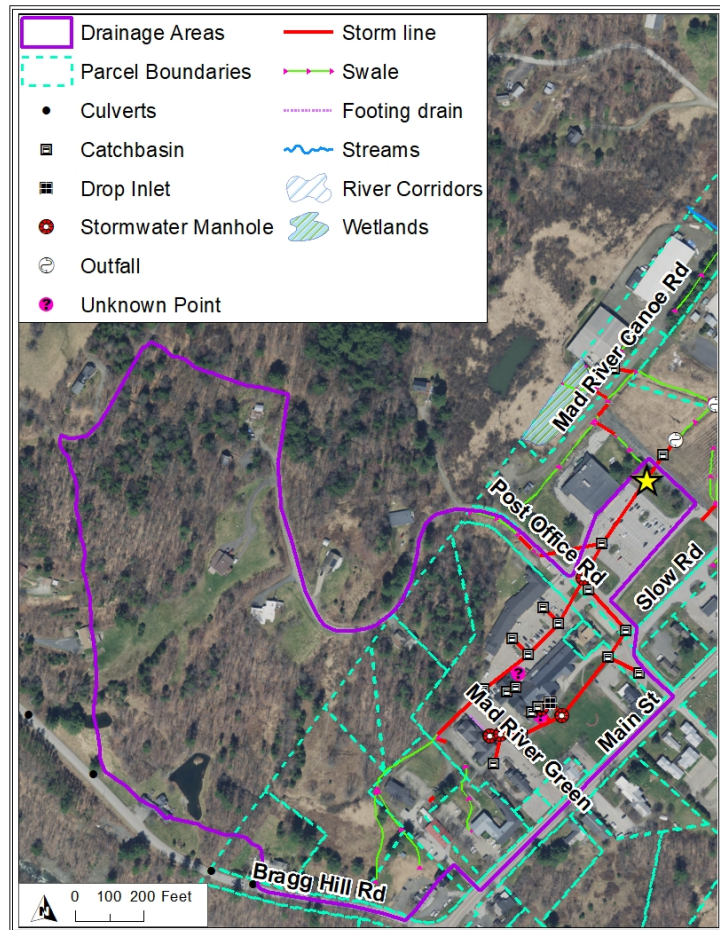 Drainage Areas
Parcel Boundaries
Culverts
Catchbasin
Drop Inlet
Stormwater Manhole
Outfall
? Unknown Point
Storm line
Swale
Footing drain
Streams
River Corridors
Wetlands
Mad River Canoe Rd
Post Office Rd
Slow Rd
?
?
Mad River Green
Main St
Bragg Hill Rd
N
0 100 200 Feet